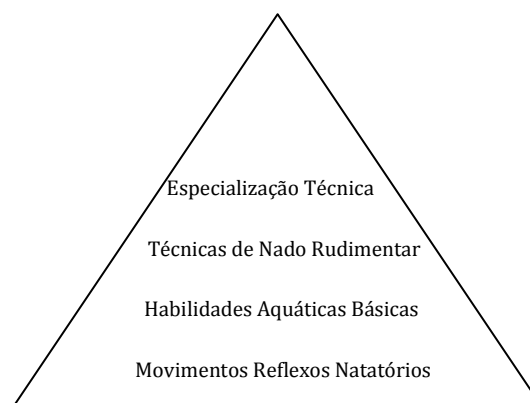 Especialização Técnica
Técnicas de Nado Rudimentar
Habilidades Aquáticas Básicas
Movimentos Reflexos Natatórios